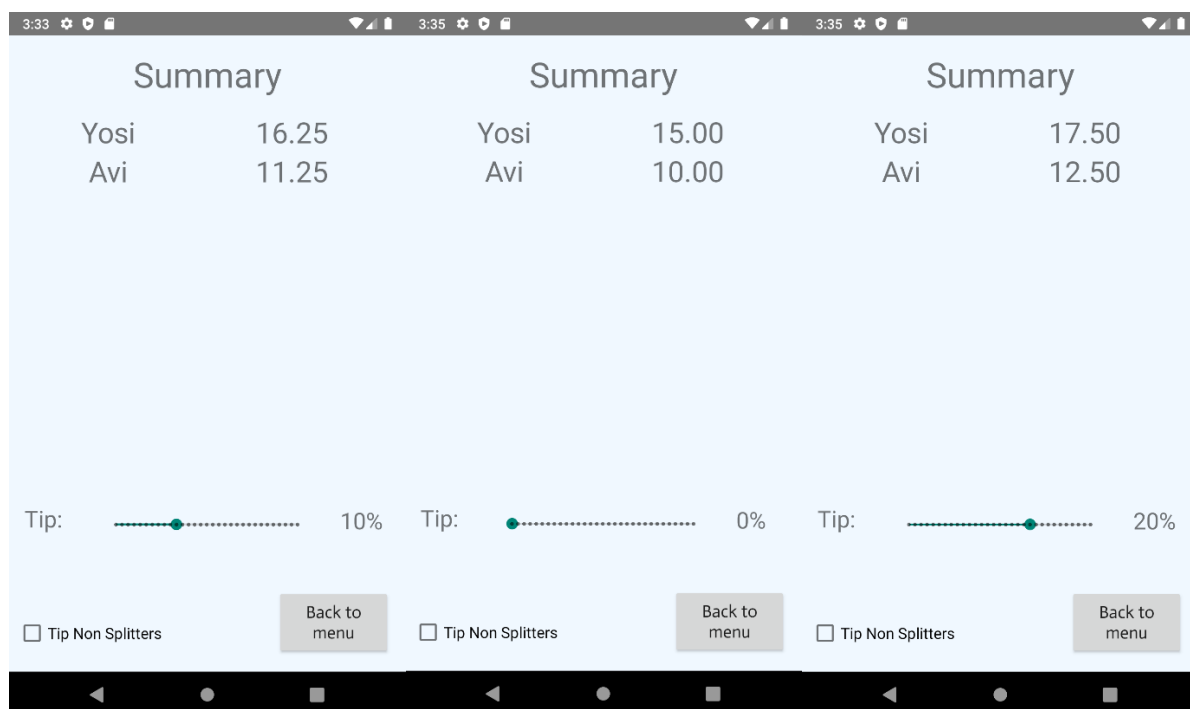 3:33
Summary
Yosi 16.25
Avi 11.25
Tip: 10%
Tip Non Splitters
Back to
menu
3:35
Summary
Yosi 15.00
Avi 10.00
Tip: 0%
Tip Non Splitters
Back to
menu
3:35
Summary
Yosi 17.50
Avi 12.50
Tip: 20%
Tip Non Splitters
Back to
menu